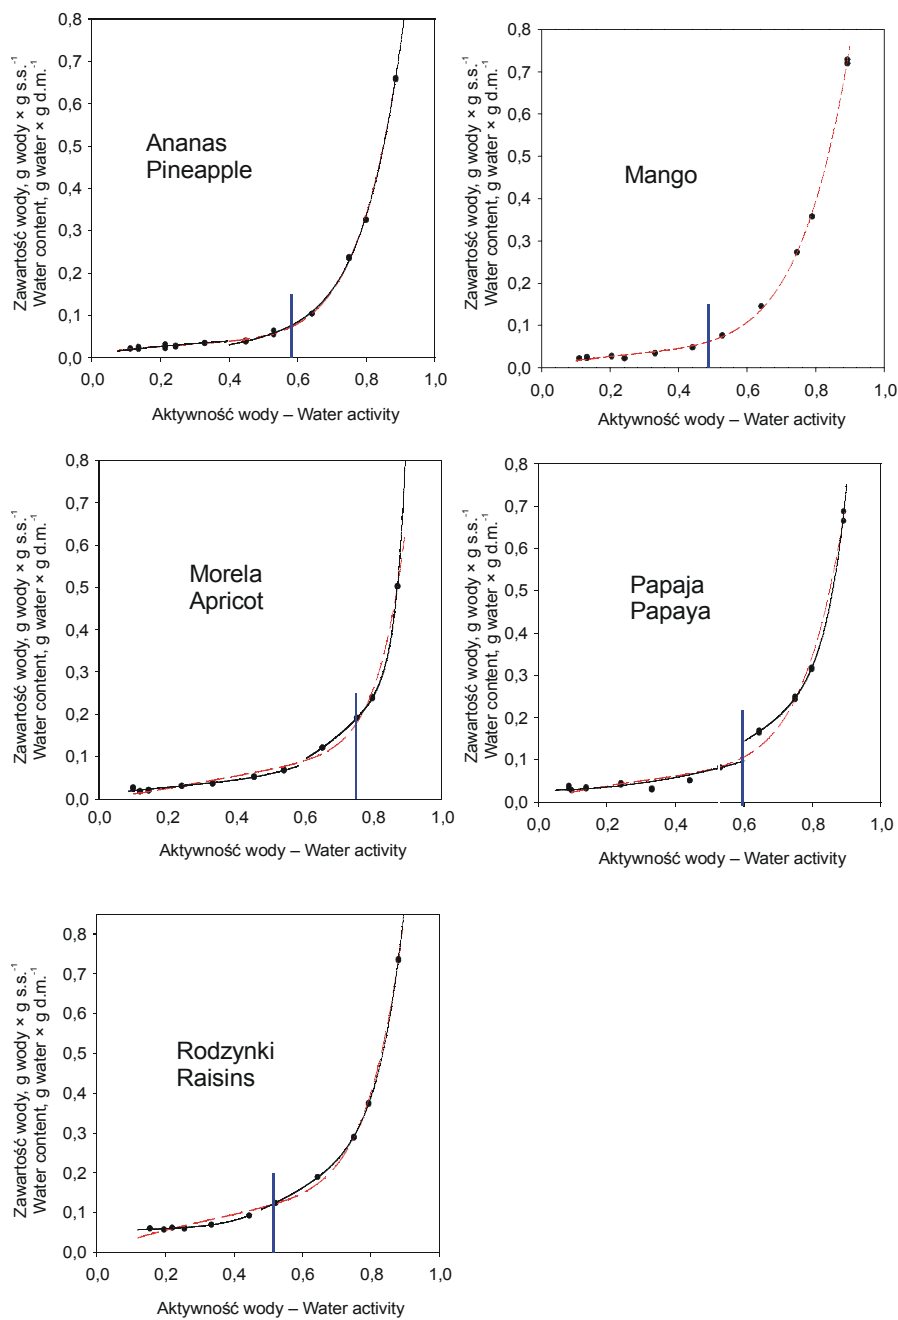 Zawartość wody, g wody × g s.s.⁻¹
Water content, g water × g d.m.⁻¹
0,8
0,7
0,6
0,5
0,4
0,3
0,2
0,1
0,0
Ananas
Pineapple
0,0 0,2 0,4 0,6 0,8 1,0
Aktywność wody – Water activity
Zawartość wody, g wody × g s.s.⁻¹
Water content, g water × g d.m.⁻¹
0,8
0,7
0,6
0,5
0,4
0,3
0,2
0,1
0,0
Mango
0,0 0,2 0,4 0,6 0,8 1,0
Aktywność wody – Water activity
Zawartość wody, g wody × g s.s.⁻¹
Water content, g water × g d.m.⁻¹
0,8
0,7
0,6
0,5
0,4
0,3
0,2
0,1
0,0
Morela
Apricot
0,0 0,2 0,4 0,6 0,8 1,0
Aktywność wody – Water activity
Zawartość wody, g wody × g s.s.⁻¹
Water content, g water × g d.m.⁻¹
0,8
0,7
0,6
0,5
0,4
0,3
0,2
0,1
0,0
Papaja
Papaya
0,0 0,2 0,4 0,6 0,8 1,0
Aktywność wody – Water activity
Zawartość wody, g wody × g s.s.⁻¹
Water content, g water × g d.m.⁻¹
0,8
0,7
0,6
0,5
0,4
0,3
0,2
0,1
0,0
Rodzynki
Raisins
0,0 0,2 0,4 0,6 0,8 1,0
Aktywność wody – Water activity